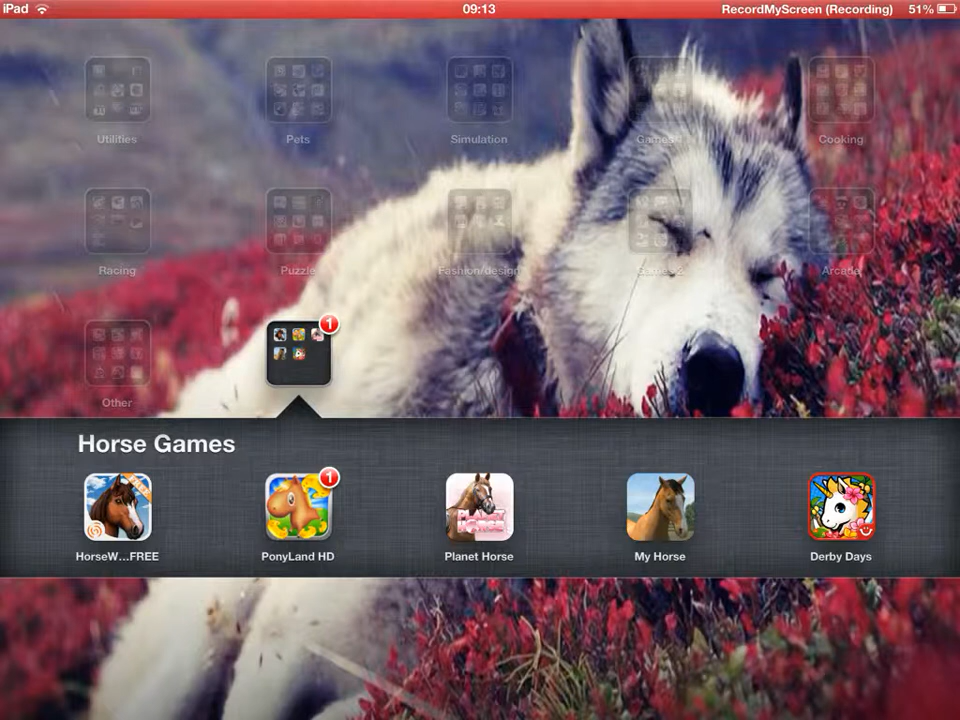 iPad 09:13 RecordMyScreen (Recording) 51%
Utilities Pets Simulation Games Cooking
Racing Puzzle Fashion/design Games 2 Arcade
Other
1
Horse Games
1
HorseW...FREE PonyLand HD Planet Horse My Horse Derby Days